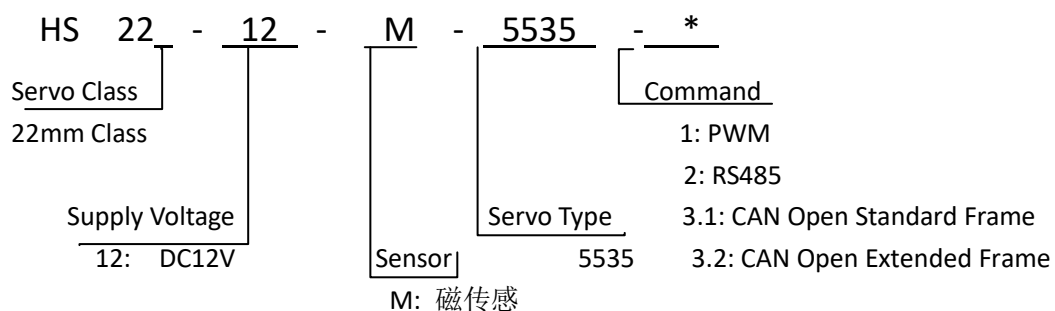 HS 22 - 12 - M - 5535 - *
Servo Class Command
22mm Class 1: PWM
2: RS485
Supply Voltage Servo Type 3.1: CAN Open Standard Frame
12: DC12V Sensor 5535 3.2: CAN Open Extended Frame
M: 磁传感